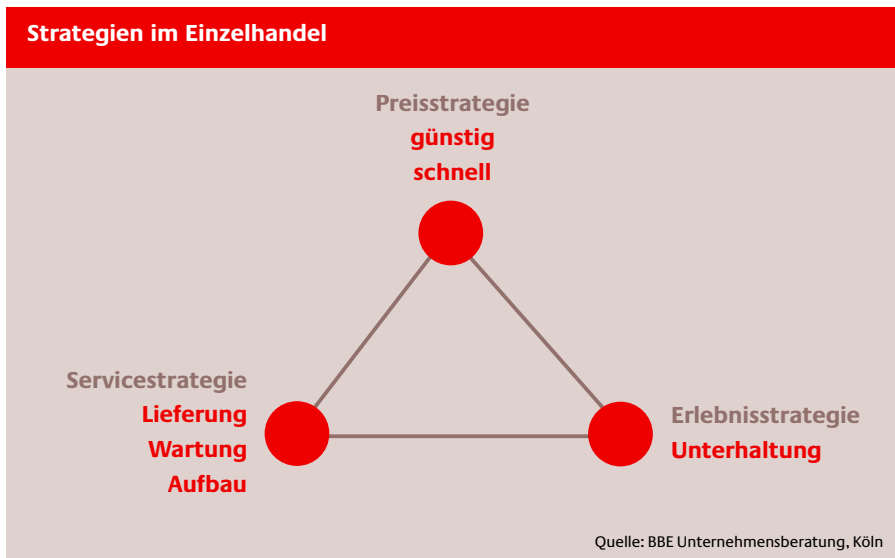 Strategien im Einzelhandel
Preisstrategie
günstig
schnell
Servicestrategie
Lieferung
Wartung
Aufbau
Erlebnisstrategie
Unterhaltung
Quelle: BBE Unternehmensberatung, Köln